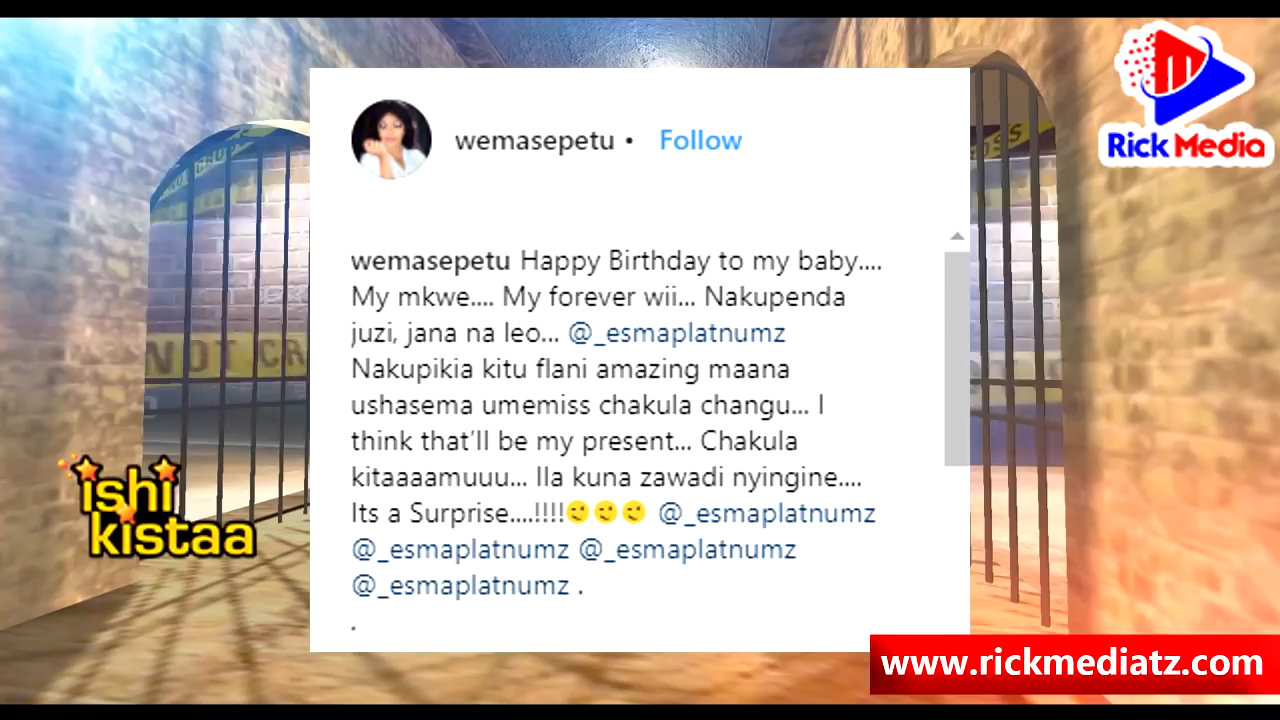 Rick Media
wemasepetu • Follow
wemasepetu Happy Birthday to my baby....
My mkwe.... My forever wii... Nakupenda
juzi, jana na leo... @_esmaplatnumz
Nakupikia kitu flani amazing maana
ushasema umemiss chakula changu... I
think that'll be my present... Chakula
kitaaaamuuu... Ila kuna zawadi nyingine....
Its a Surprise....!!!! @_esmaplatnumz
@_esmaplatnumz @_esmaplatnumz
@_esmaplatnumz .
.
NOT CR
ishi
kistaa
www.rickmediatz.com